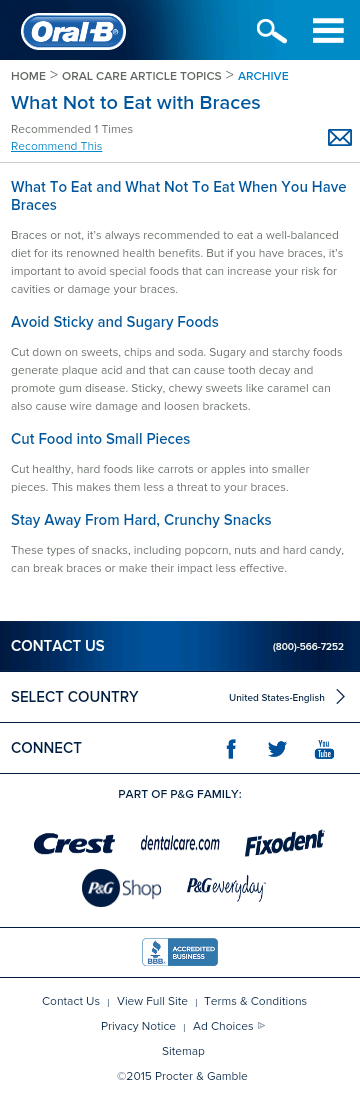 Oral-B®
HOME > ORAL CARE ARTICLE TOPICS > ARCHIVE
What Not to Eat with Braces
Recommended 1 Times
Recommend This
What To Eat and What Not To Eat When You Have
Braces
Braces or not, it's always recommended to eat a well-balanced
diet for its renowned health benefits. But if you have braces, it's
important to avoid special foods that can increase your risk for
cavities or damage your braces.
Avoid Sticky and Sugary Foods
Cut down on sweets, chips and soda. Sugary and starchy foods
generate plaque acid and that can cause tooth decay and
promote gum disease. Sticky, chewy sweets like caramel can
also cause wire damage and loosen brackets.
Cut Food into Small Pieces
Cut healthy, hard foods like carrots or apples into smaller
pieces. This makes them less a threat to your braces.
Stay Away From Hard, Crunchy Snacks
These types of snacks, including popcorn, nuts and hard candy,
can break braces or make their impact less effective.
CONTACT US (800)-566-7252
SELECT COUNTRY United States-English
CONNECT You Tube
PART OF P&G FAMILY:
Crest dentalcare.com Fixodent
P&G Shop P&G everyday
BBB. ACCREDITED BUSINESS
Contact Us | View Full Site | Terms & Conditions
Privacy Notice | Ad Choices
Sitemap
©2015 Procter & Gamble